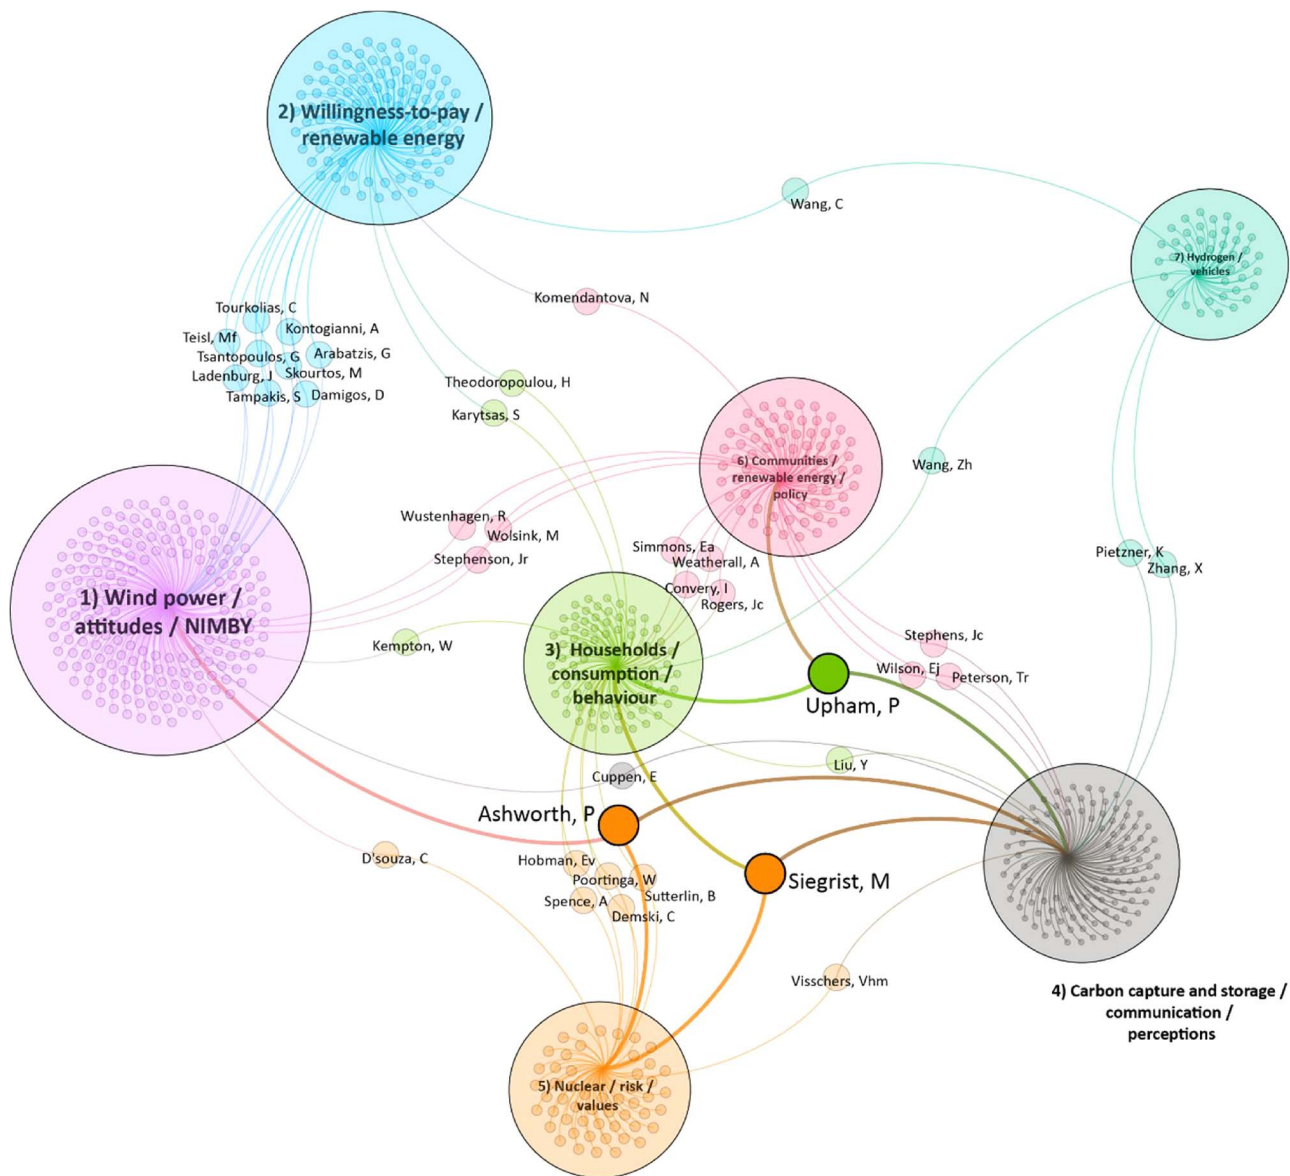 2) Willingness-to-pay /
renewable energy
Wang, C
7) Hydrogen /
vehicles
Komendantova, N
Tourkolias, C
Kontogianni, A
Teisl, Mf
Tsantopoulos, G
Arabatzis, G
Ladenburg, J
Skourtos, M
Tampakis, S
Damigos, D
Theodoropoulou, H
Karytsas, S
6) Communities /
renewable energy /
policy
Wang, Zh
Wustenhagen, R
Wolsink, M
Stephenson, Jr
Simmons, Ea
Weatherall, A
Convery, I
Rogers, Jc
Pietzner, K
Zhang, X
1) Wind power /
attitudes / NIMBY
Kempton, W
3) Households /
consumption /
behaviour
Stephens, Jc
Wilson, Ej
Peterson, Tr
Upham, P
Liu, Y
Cuppen, E
Ashworth, P
D'souza, C
Hobman, Ev
Poortinga, W
Sutterlin, B
Spence, A
Demski, C
Siegrist, M
Visschers, Vhm
4) Carbon capture and storage /
communication /
perceptions
5) Nuclear / risk /
values